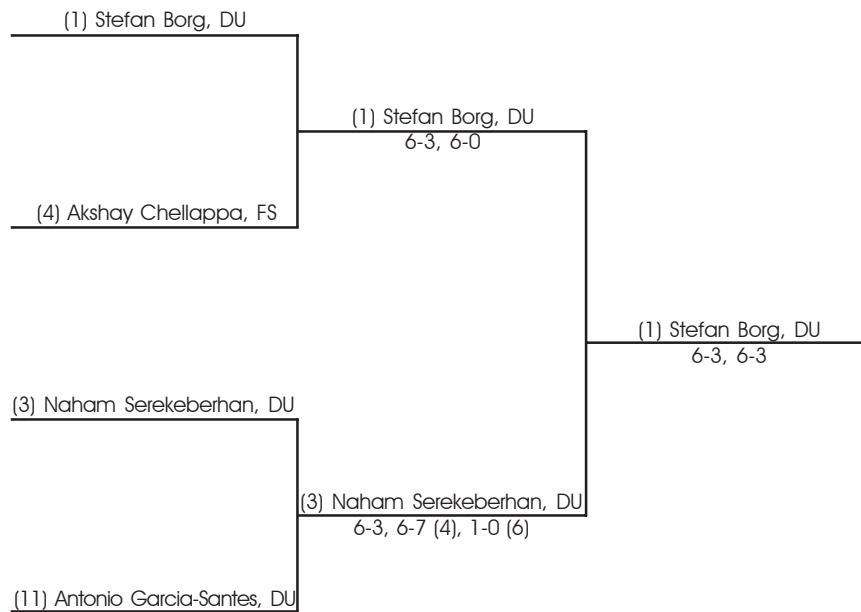 (1) Stefan Borg, DU
(1) Stefan Borg, DU
6-3, 6-0
(4) Akshay Chellappa, FS
(1) Stefan Borg, DU
6-3, 6-3
(3) Naham Serekeberhan, DU
(3) Naham Serekeberhan, DU
6-3, 6-7 (4), 1-0 (6)
(11) Antonio Garcia-Santes, DU